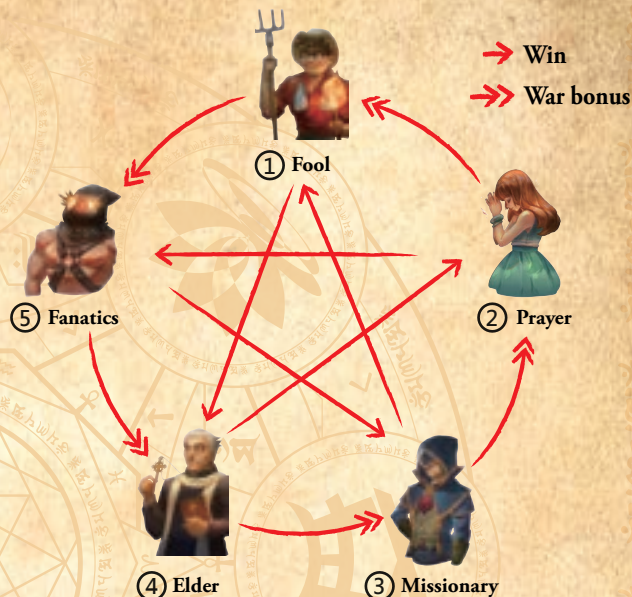 Win
War bonus
① Fool
② Prayer
⑤ Fanatics
④ Elder
③ Missionary